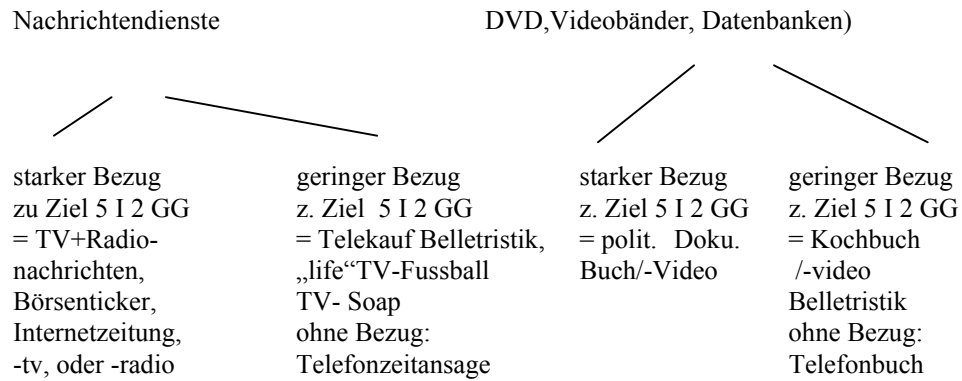 Nachrichtendienste DVD,Videobänder, Datenbanken)
starker Bezug
zu Ziel 5 I 2 GG
= TV+Radio-
nachrichten,
Börsenticker,
Internetzeitung,
-tv, oder -radio
geringer Bezug
z. Ziel 5 I 2 GG
= Telekauf Belletristik,
„life“TV-Fussball
TV- Soap
ohne Bezug:
Telefonzeitansage
starker Bezug
z. Ziel 5 I 2 GG
= polit. Doku.
Buch/-Video
geringer Bezug
z. Ziel 5 I 2 GG
= Kochbuch
/-video
Belletristik
ohne Bezug:
Telefonbuch